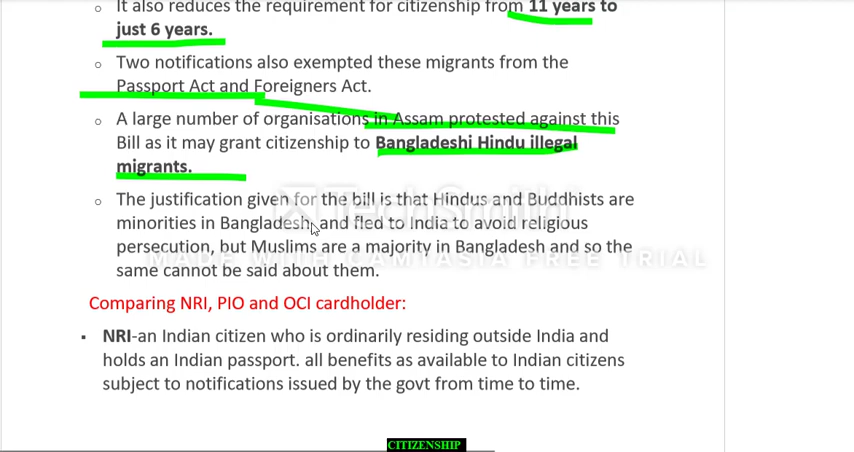 o It also reduces the requirement for citizenship from 11 years to
just 6 years.
o Two notifications also exempted these migrants from the
Passport Act and Foreigners Act.
o A large number of organisations in Assam protested against this
Bill as it may grant citizenship to Bangladeshi Hindu illegal
migrants.
o The justification given for the bill is that Hindus and Buddhists are
minorities in Bangladesh, and fled to India to avoid religious
persecution, but Muslims are a majority in Bangladesh and so the
same cannot be said about them.
TechSmith
MADE WITH CAMTASIA FREE TRIAL
Comparing NRI, PIO and OCI cardholder:
▪ NRI-an Indian citizen who is ordinarily residing outside India and
holds an Indian passport. all benefits as available to Indian citizens
subject to notifications issued by the govt from time to time.
CITIZENSHIP